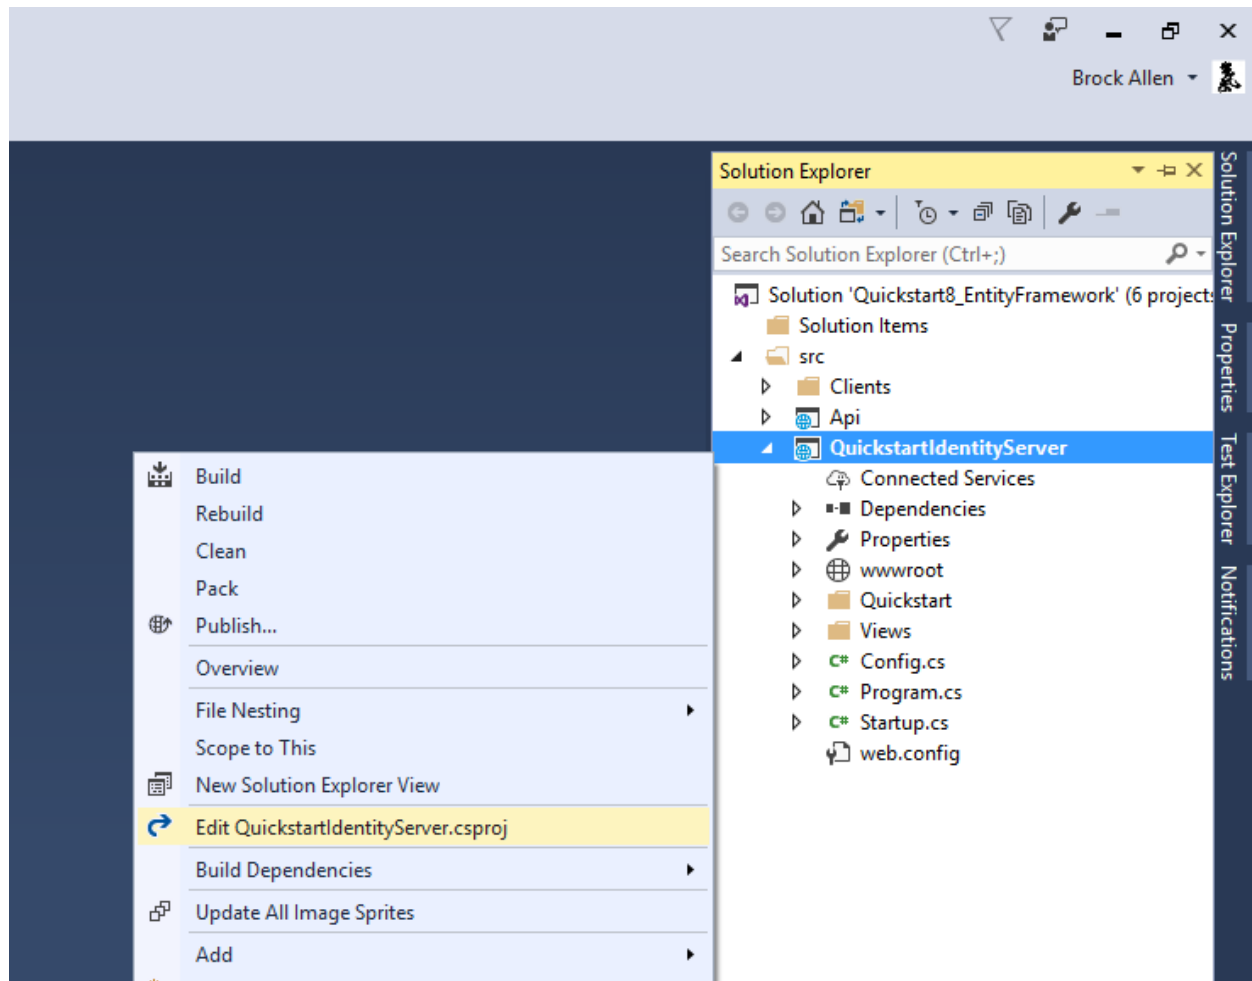 Brock Allen
Solution Explorer
Search Solution Explorer (Ctrl+;)
Solution 'Quickstart8_EntityFramework' (6 projects
Solution Items
src
Clients
Api
QuickstartIdentityServer
Connected Services
Dependencies
Properties
wwwroot
Quickstart
Views
C# Config.cs
C# Program.cs
C# Startup.cs
web.config
Build
Rebuild
Clean
Pack
Publish...
Overview
File Nesting
Scope to This
New Solution Explorer View
Edit QuickstartIdentityServer.csproj
Build Dependencies
Update All Image Sprites
Add
Solution Explorer
Properties
Test Explorer
Notifications